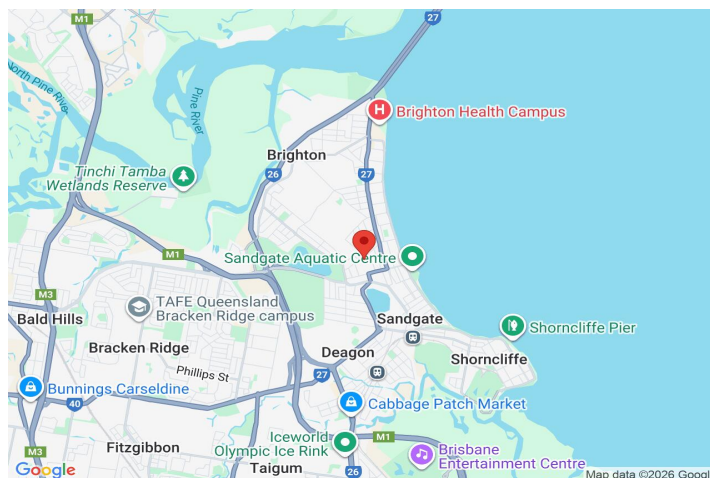 M1
27
North Pine River
Pine River
Brighton Health Campus
Brighton
Tinchi Tamba
Wetlands Reserve
26
27
M1
Sandgate Aquatic Centre
M3
TAFE Queensland
Bracken Ridge campus
Bald Hills
Sandgate
Shorncliffe Pier
Bracken Ridge
Deagon
Shorncliffe
Phillips St
27
Bunnings Carseldine
40
Cabbage Patch Market
Iceworld
Olympic Ice Rink
M1
Fitzgibbon
M3
Brisbane
Entertainment Centre
Taigum
26
Google
Map data ©2026 Googl